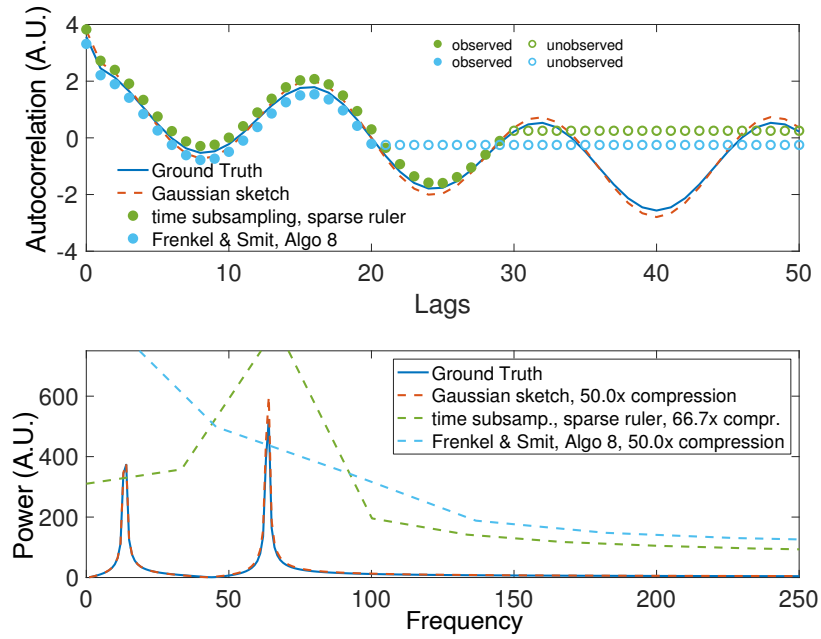 Autocorrelation (A.U.)
4
2
0
-2
-4
observed
unobserved
observed
unobserved
Ground Truth
Gaussian sketch
time subsampling, sparse ruler
Frenkel & Smit, Algo 8
0 10 20 30 40 50
Lags
Power (A.U.)
600
400
200
0
Ground Truth
Gaussian sketch, 50.0x compression
time subsamp., sparse ruler, 66.7x compr.
Frenkel & Smit, Algo 8, 50.0x compression
0 50 100 150 200 250
Frequency